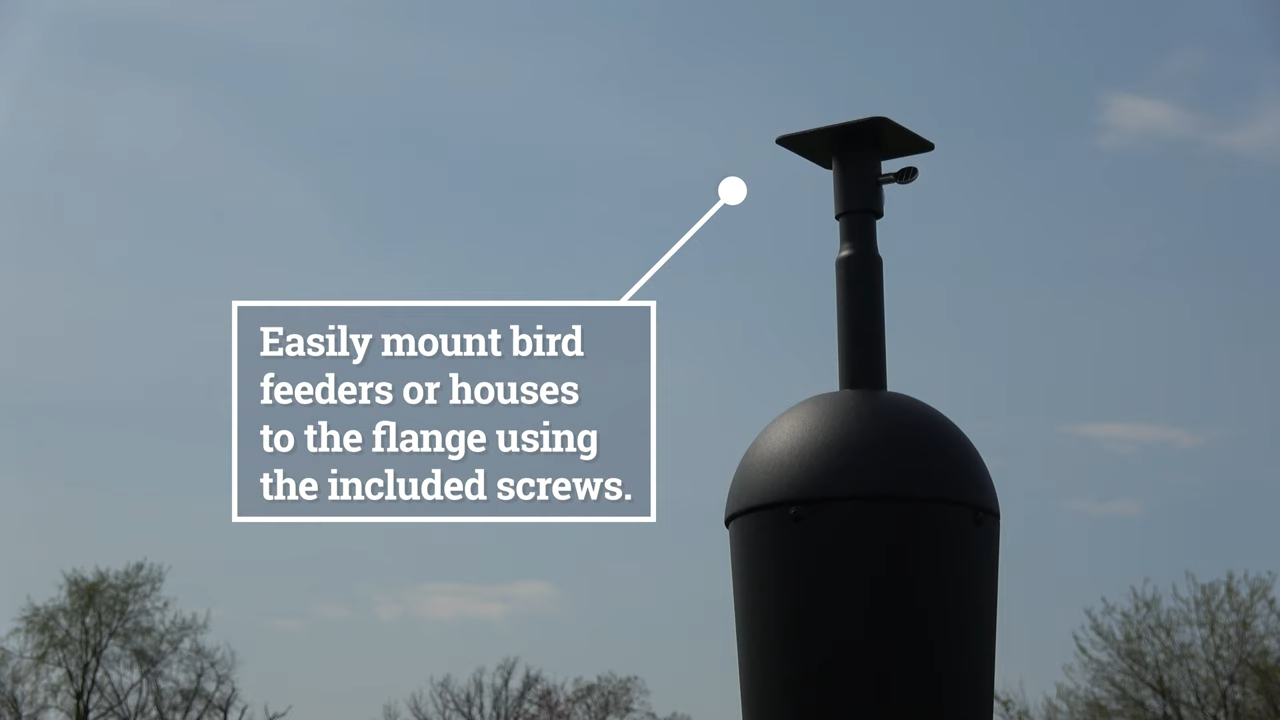 Easily mount bird
feeders or houses
to the flange using
the included screws.